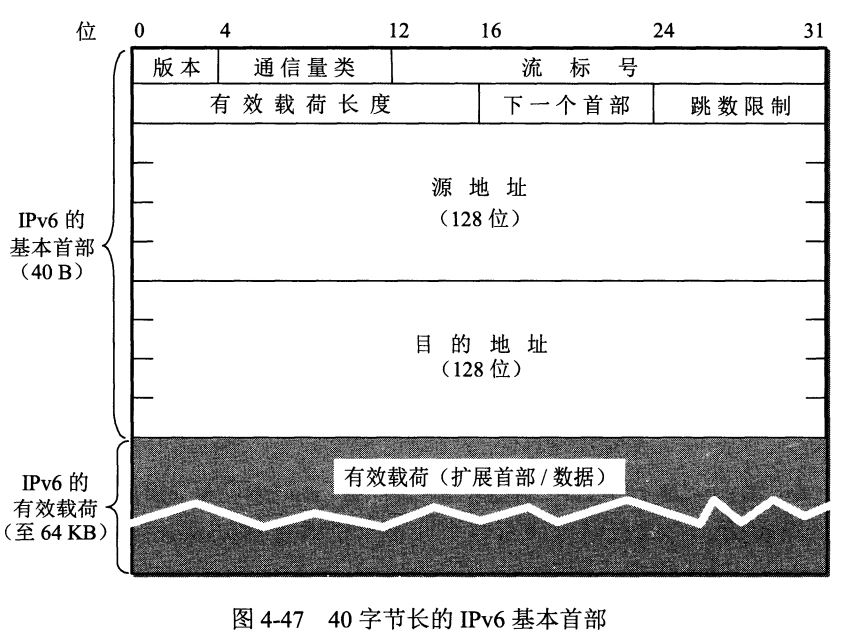 位 0 4 12 16 24 31
版本 通信量类 流标号
有效载荷长度 下一个首部 跳数限制
源地址
（128 位）
IPv6 的
基本首部
（40 B）
目的地址
（128 位）
有效载荷（扩展首部 / 数据）
IPv6 的
有效载荷
（至 64 KB）
图 4-47 40 字节长的 IPv6 基本首部